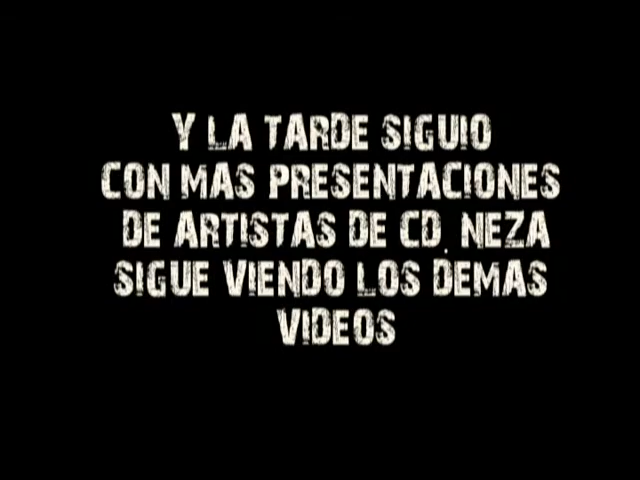 Y LA TARDE SIGUIO
CON MAS PRESENTACIONES
DE ARTISTAS DE CD. NEZA
SIGUE VIENDO LOS DEMAS
VIDEOS